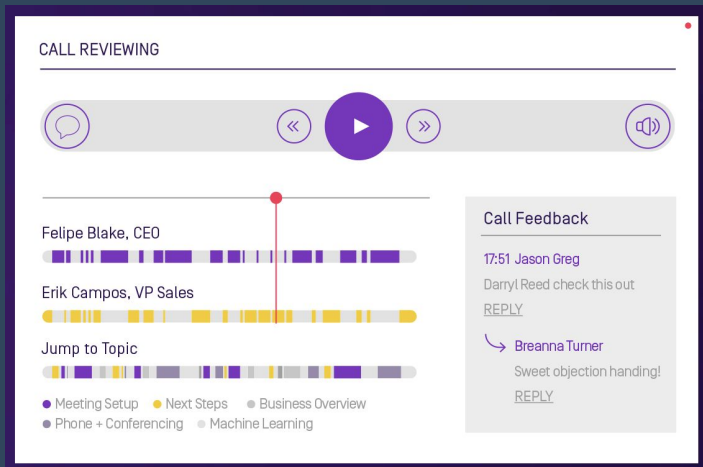 CALL REVIEWING
Felipe Blake, CEO
Erik Campos, VP Sales
Jump to Topic
Meeting Setup Next Steps Business Overview
Phone + Conferencing Machine Learning
Call Feedback
17:51 Jason Greg
Darryl Reed check this out
REPLY
Breanna Turner
Sweet objection handing!
REPLY